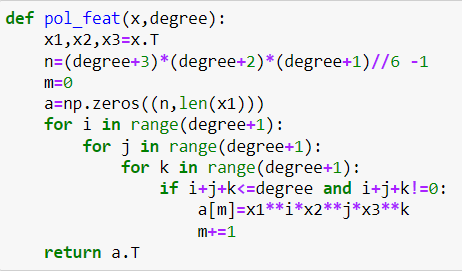 def pol_feat(x,degree):
    x1,x2,x3=x.T
    n=(degree+3)*(degree+2)*(degree+1)//6 -1
    m=0
    a=np.zeros((n,len(x1)))
    for i in range(degree+1):
        for j in range(degree+1):
            for k in range(degree+1):
                if i+j+k<=degree and i+j+k!=0:
                    a[m]=x1**i*x2**j*x3**k
                    m+=1
    return a.T